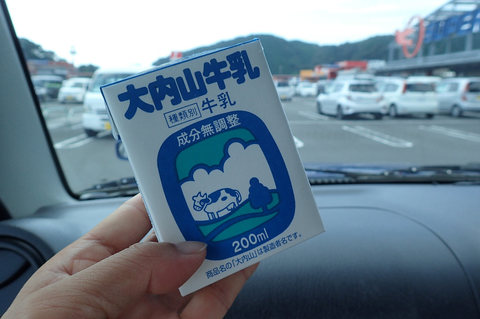 大内山牛乳
種類別 牛乳
成分無調整
200ml
商品名の「大内山」は製造者名です。